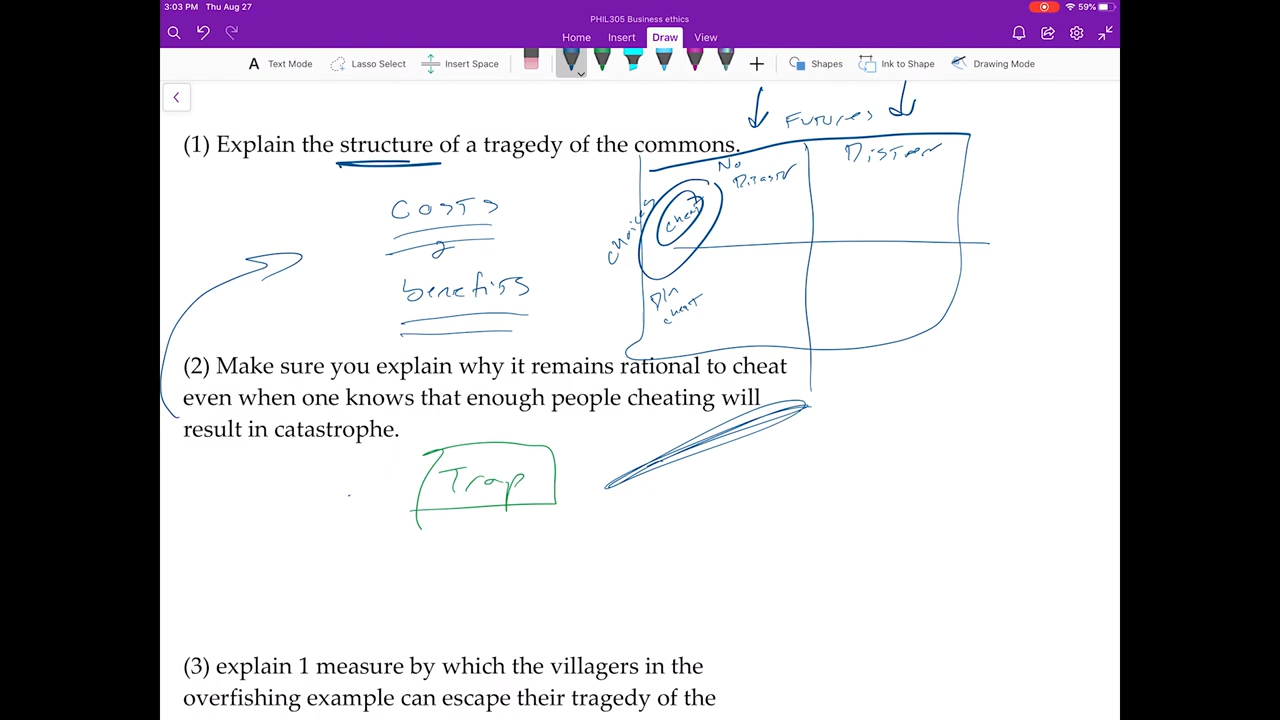 3:03 PM Thu Aug 27
59%
PHIL305 Business ethics
Home Insert Draw View
A Text Mode Lasso Select Insert Space Shapes Ink to Shape Drawing Mode
Futures
(1) Explain the structure of a tragedy of the commons.
No
choices
cheat
costs
benefits
cheat
(2) Make sure you explain why it remains rational to cheat
even when one knows that enough people cheating will
result in catastrophe.
Trap
(3) explain 1 measure by which the villagers in the
overfishing example can escape their tragedy of the